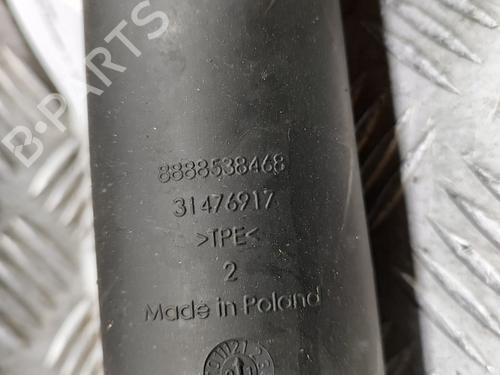 B-PARTS
8888538468
31476917
>TPE<
2
Made in Poland